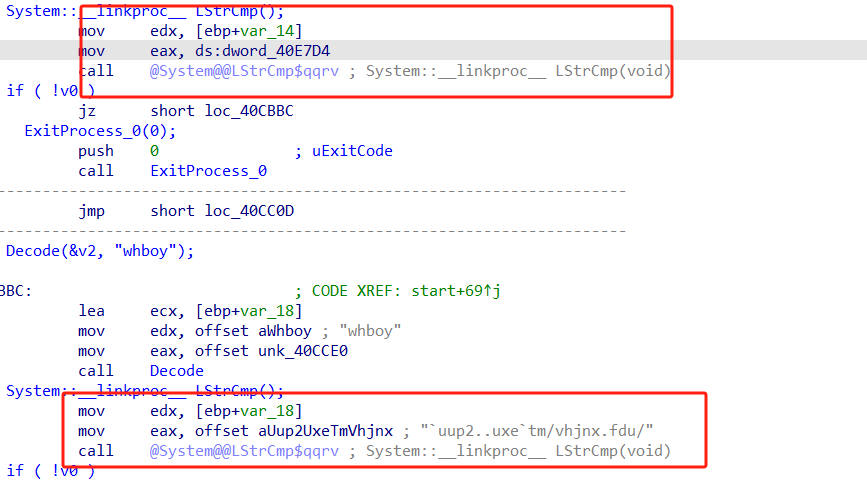 System::__linkproc__ LStrCmp();
mov edx, [ebp+var_14]
mov eax, ds:dword_40E7D4
call @System@@LStrCmp$qqrv ; System::__linkproc__ LStrCmp(void)
if ( !v0 )
jz short loc_40CBBC
ExitProcess_0(0);
push 0 ; uExitCode
call ExitProcess_0
---------------------------------------------------------------
jmp short loc_40CC0D
---------------------------------------------------------------
Decode(&v2, "whboy");
BBC: ; CODE XREF: start+69↑j
lea ecx, [ebp+var_18]
mov edx, offset aWhboy ; "whboy"
mov eax, offset unk_40CCE0
call Decode
System::__linkproc__ LStrCmp();
mov edx, [ebp+var_18]
mov eax, offset aUup2UxeTmVhjnx ; "`uup2..uxe`tm/vhjnx.fdu/"
call @System@@LStrCmp$qqrv ; System::__linkproc__ LStrCmp(void)
if ( !v0 )